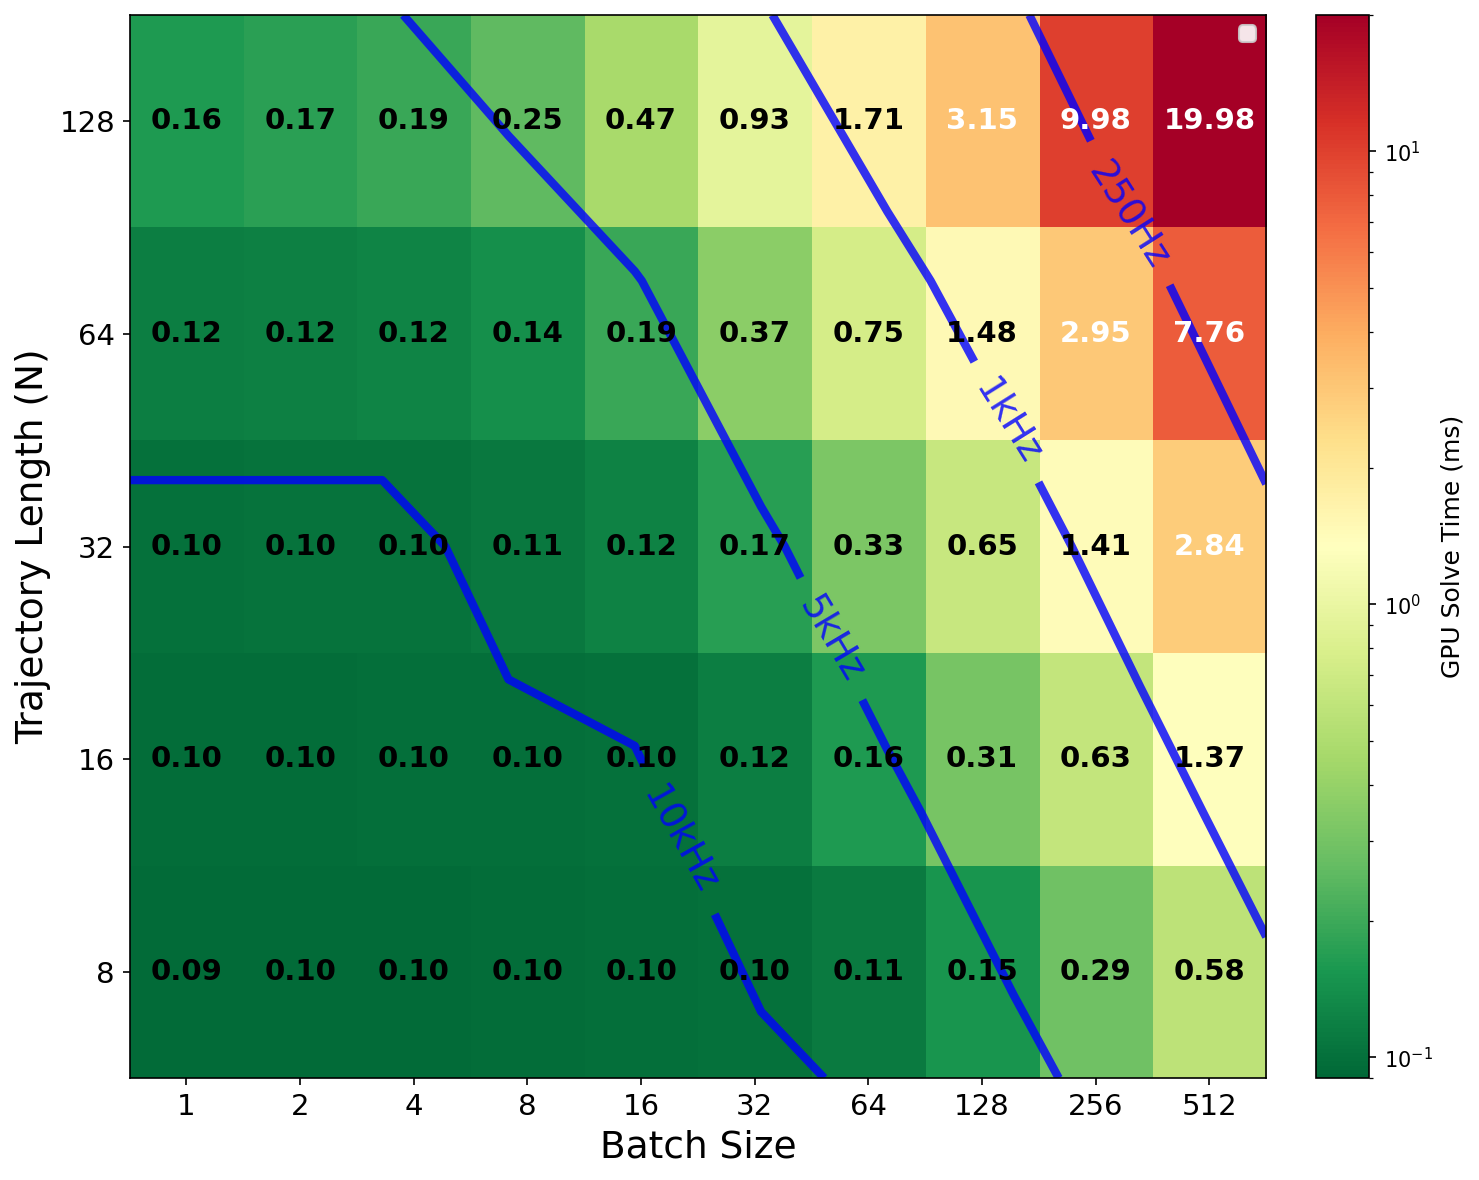 128 0.16 0.17 0.19 0.25 0.47 0.93 1.71 3.15 9.98 19.98
250Hz
64 0.12 0.12 0.12 0.14 0.19 0.37 0.75 1.48 2.95 7.76
1kHz
32 0.10 0.10 0.10 0.11 0.12 0.17 0.33 0.65 1.41 2.84
5kHz
16 0.10 0.10 0.10 0.10 0.10 0.12 0.16 0.31 0.63 1.37
10kHz
8 0.09 0.10 0.10 0.10 0.10 0.10 0.11 0.15 0.29 0.58
1 2 4 8 16 32 64 128 256 512
Batch Size
Trajectory Length (N)
10¹
10⁰
10⁻¹
GPU Solve Time (ms)